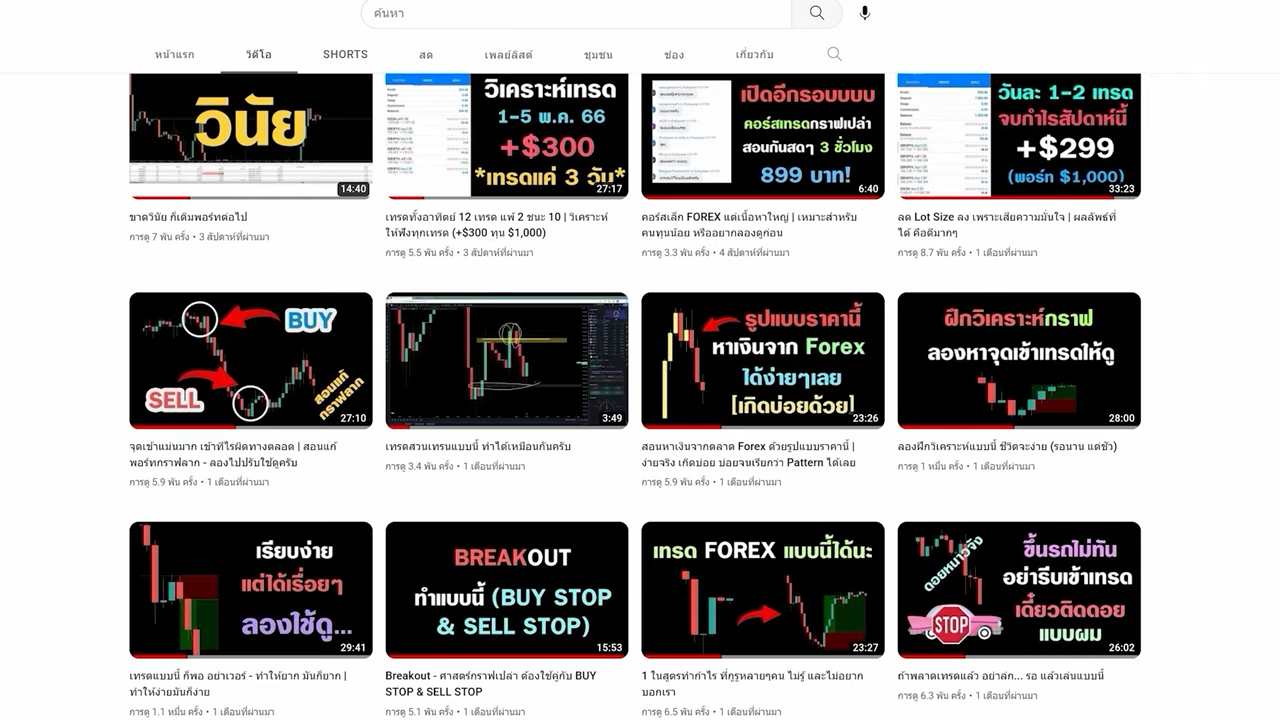 ค้นหา
หน้าแรก
วิดีโอ
SHORTS
สด
เพลย์ลิสต์
ชุมชน
ช่อง
เกี่ยวกับ
วินัย
14:40
ขาดวินัย ก็เติมพอร์ทต่อไป
การดู 7 พัน ครั้ง • 3 สัปดาห์ที่ผ่านมา
วิเคราะห์เทรด
1-5 พ.ค. 66
+$300
*เทรดแค่ 3 วัน*
27:17
เทรดทั้งอาทิตย์ 12 เทรด แพ้ 2 ชนะ 10 | วิเคราะห์
ให้ฟังทุกเทรด (+$300 ทุน $1,000)
การดู 5.5 พัน ครั้ง • 3 สัปดาห์ที่ผ่านมา
เปิดอีกรอบบบบ
คอร์สเทรดกราฟเปล่า
สอนกันสดๆ 3 ชั่วโมง
899 บาท!
6:40
คอร์สเล็ก FOREX แต่เนื้อหาใหญ่ | เหมาะสำหรับ
คนทุนน้อย หรืออยากลองดูก่อน
การดู 3.3 พัน ครั้ง • 4 สัปดาห์ที่ผ่านมา
วันละ 1-2 เทรด
จบกำไรสัปดาห์นี้
+$299
(พอร์ท $1,000)
33:23
ลด Lot Size ลง เพราะเสียความมั่นใจ | ผลลัพธ์ที่
ได้ คือดีมากๆ
การดู 8.7 พัน ครั้ง • 1 เดือนที่ผ่านมา
BUY
SELL
สอนแก้
กราฟลาก
27:10
จุดเข้าแม่นมาก เข้าทีไรผิดทางตลอด | สอนแก้
พอร์ทกราฟลาก - ลองไปปรับใช้ดูครับ
การดู 5.9 พัน ครั้ง • 1 เดือนที่ผ่านมา
3:49
เทรดสวนเทรนแบบนี้ ทำได้เหมือนกันครับ
การดู 3.4 พัน ครั้ง • 1 เดือนที่ผ่านมา
รูปแบบราคานี้
หาเงินจาก Forex
ได้ง่ายๆเลย
[เกิดบ่อยด้วย]
23:26
สอนหาเงินจากตลาด Forex ด้วยรูปแบบราคานี้ |
ง่ายจริง เกิดบ่อย บ่อยจนเรียกว่า Pattern ได้เลย
การดู 5.9 พัน ครั้ง • 1 เดือนที่ผ่านมา
ฝึกวิเคราะห์กราฟ
ลองหาจุดเข้าเทรดให้ดู
28:00
ลองฝึกวิเคราะห์แบบนี้ ชีวิตจะง่าย (รอนาน แต่ชัว)
การดู 1 หมื่น ครั้ง • 1 เดือนที่ผ่านมา
เรียบง่าย
แต่ได้เรื่อยๆ
ลองใช้ดู...
29:41
เทรดแบบนี้ ก็พอ อย่าเวอร์ - ทำให้ยาก มันก็ยาก |
ทำให้ง่ายมันก็ง่าย
การดู 1.1 หมื่น ครั้ง • 1 เดือนที่ผ่านมา
BREAKOUT
ทำแบบนี้ (BUY STOP
& SELL STOP)
15:53
Breakout - ศาสตร์กราฟเปล่า ต้องใช้คู่กับ BUY
STOP & SELL STOP
การดู 5.1 พัน ครั้ง • 1 เดือนที่ผ่านมา
เทรด FOREX แบบนี้ได้นะ
23:27
1 ในสูตรทำกำไร ที่กูรูหลายๆคน ไม่รู้ และไม่อยาก
บอกเรา
การดู 6.5 พัน ครั้ง • 1 เดือนที่ผ่านมา
ดอยหนาวจัง
ขึ้นรถไม่ทัน
อย่ารีบเข้าเทรด
เดี๋ยวติดดอย
แบบผม
STOP
26:02
ถ้าพลาดเทรดแล้ว อย่าล่ก... รอ แล้วเล่นแบบนี้
การดู 6.3 พัน ครั้ง • 1 เดือนที่ผ่านมา